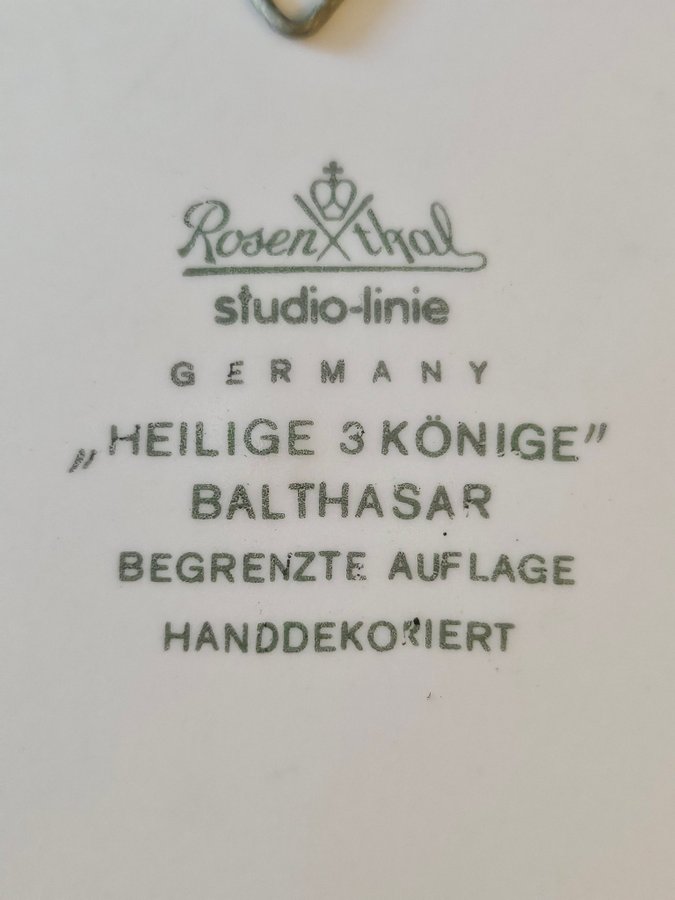 Rosenthal
studio-linie
GERMANY
„HEILIGE 3 KÖNIGE”
BALTHASAR
BEGRENZTE AUFLAGE
HANDDEKORIERT